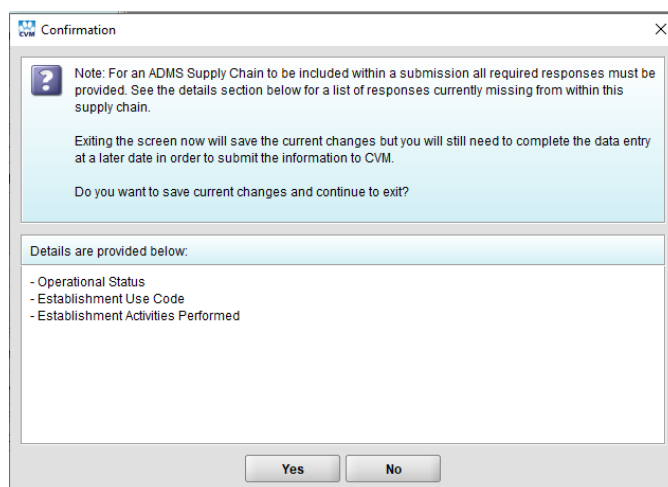 CVM
Confirmation
Note: For an ADMS Supply Chain to be included within a submission all required responses must be
provided. See the details section below for a list of responses currently missing from within this
supply chain.
Exiting the screen now will save the current changes but you will still need to complete the data entry
at a later date in order to submit the information to CVM.
Do you want to save current changes and continue to exit?
Details are provided below:
- Operational Status
- Establishment Use Code
- Establishment Activities Performed
Yes
No